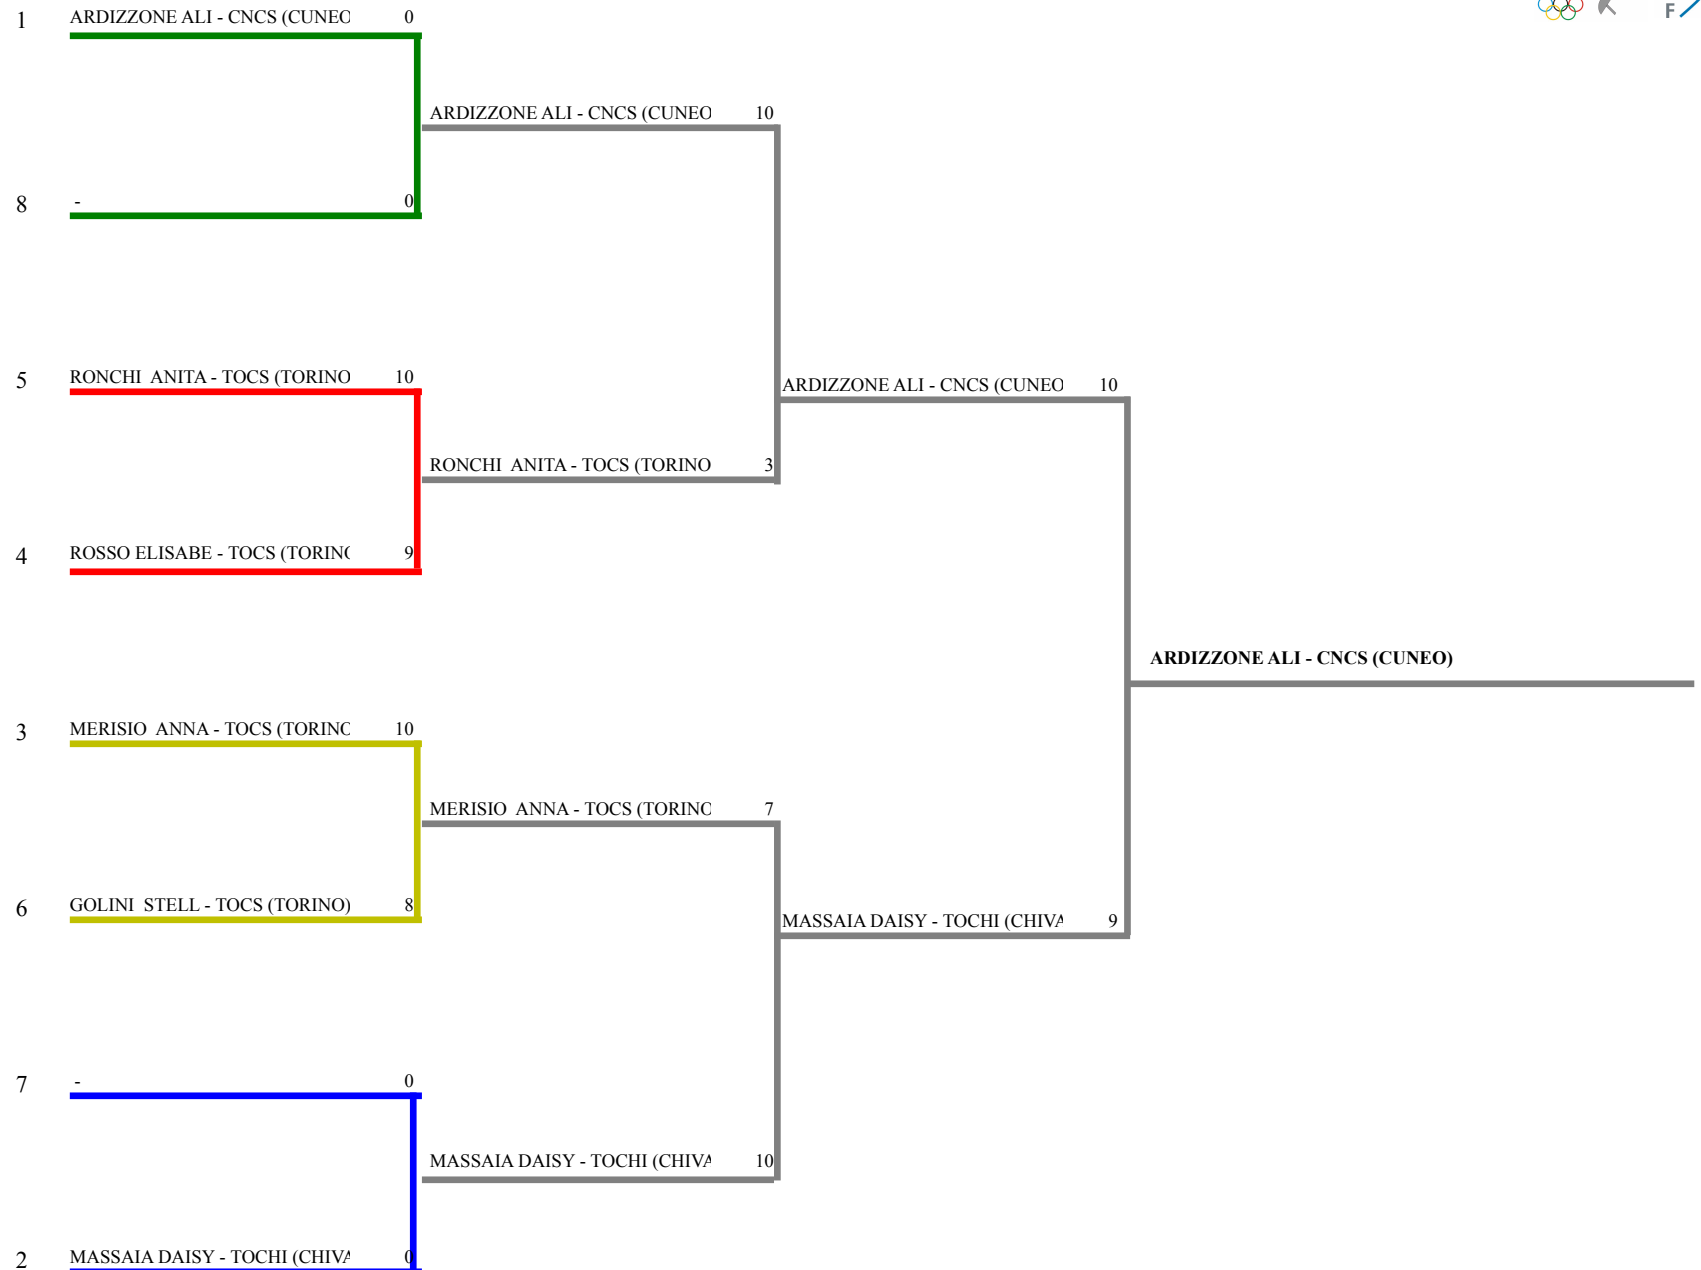 1 ARDIZZONE ALI - CNCS (CUNEO 0
F
ARDIZZONE ALI - CNCS (CUNEO 10
8 - 0
5 RONCHI ANITA - TOCS (TORINO 10
ARDIZZONE ALI - CNCS (CUNEO 10
RONCHI ANITA - TOCS (TORINO 3
4 ROSSO ELISABE - TOCS (TORINO 9
ARDIZZONE ALI - CNCS (CUNEO)
3 MERISIO ANNA - TOCS (TORINO 10
MERISIO ANNA - TOCS (TORINO 7
6 GOLINI STELL - TOCS (TORINO) 8
MASSAIA DAISY - TOCHI (CHIVA 9
7 - 0
MASSAIA DAISY - TOCHI (CHIVA 10
2 MASSAIA DAISY - TOCHI (CHIVA 0